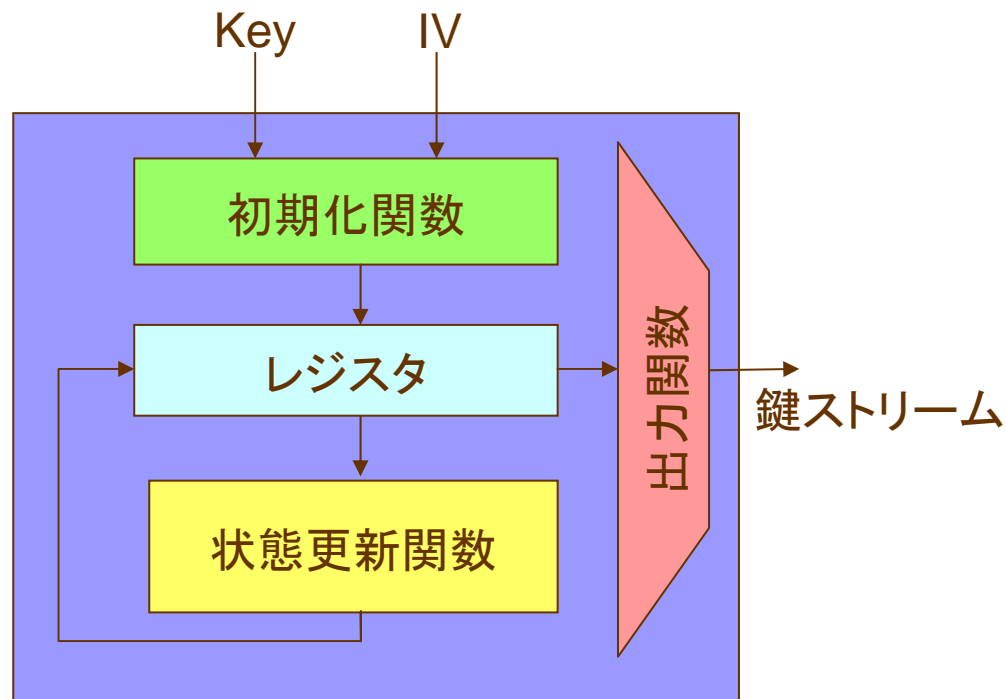 Key
IV
初期化関数
レジスタ
出力関数
鍵ストリーム
状態更新関数